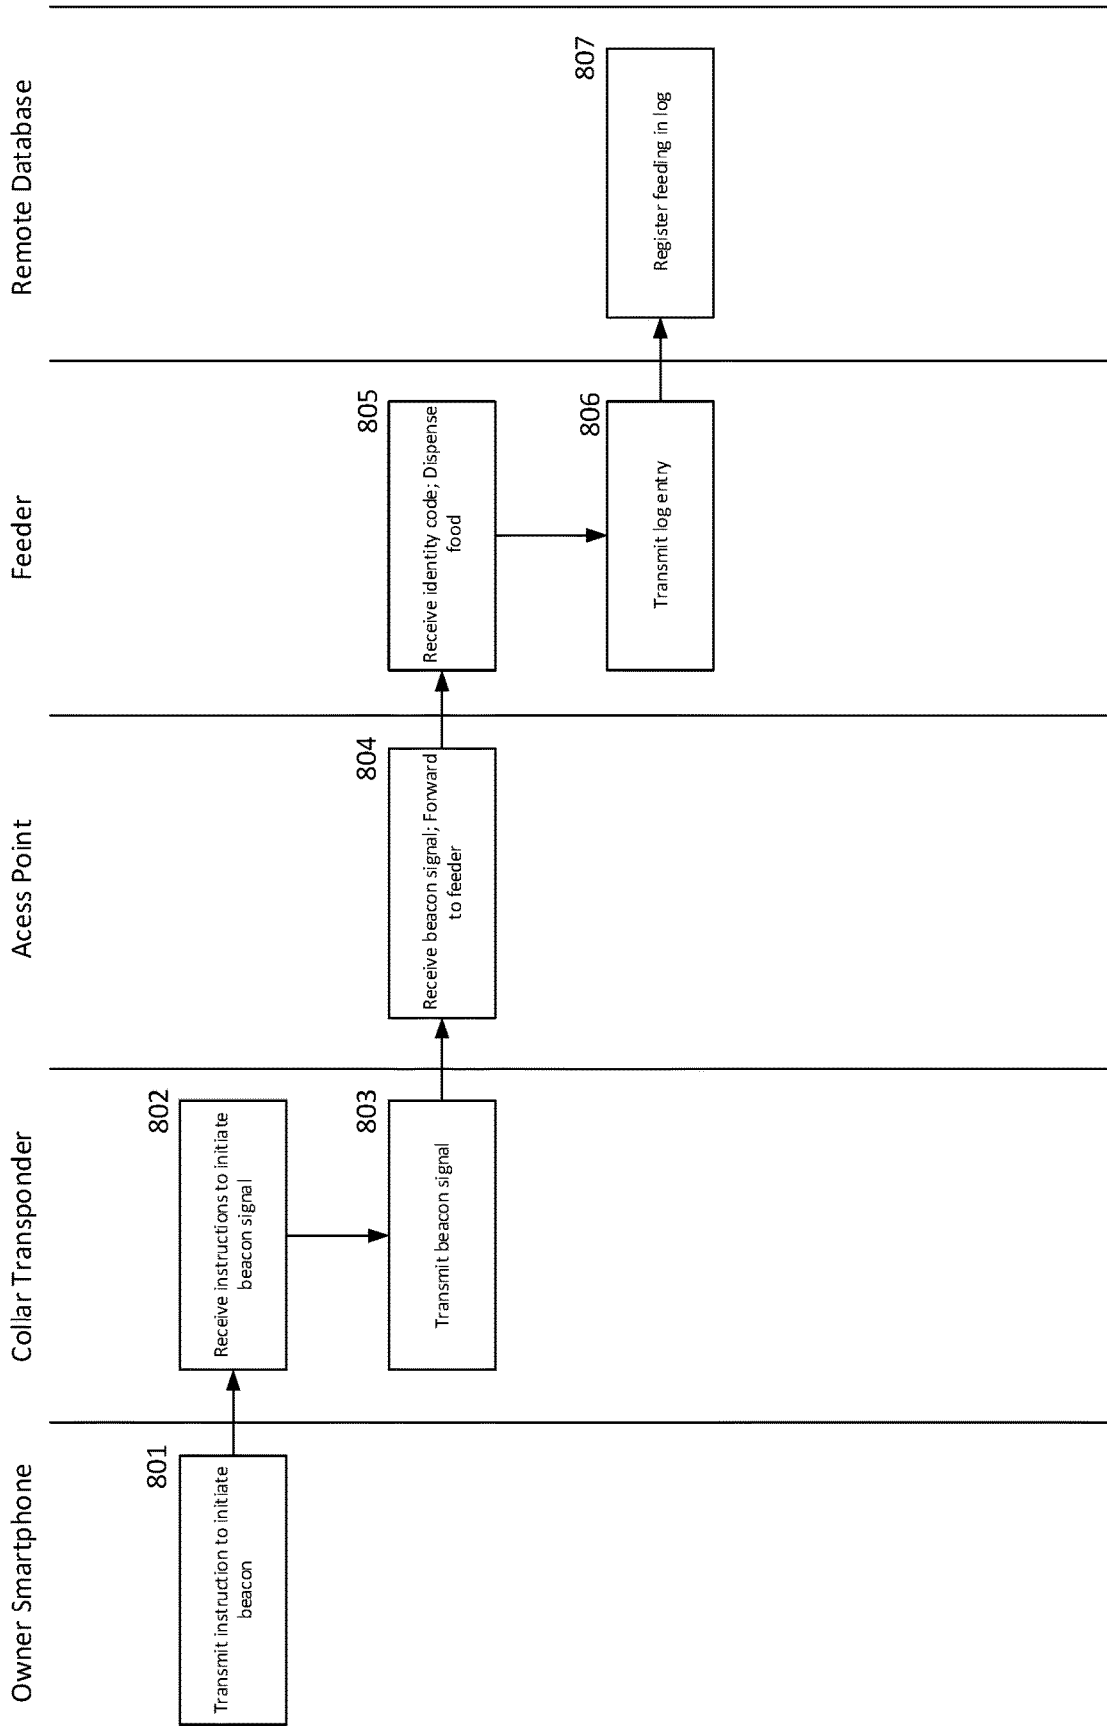 Owner Smartphone
Collar Transponder
Acess Point
Feeder
Remote Database
801
Transmit instruction to initiate
beacon
802
Receive instructions to initiate
beacon signal
803
Transmit beacon signal
804
Receive beacon signal; Forward
to feeder
805
Receive identity code; Dispense
food
806
Transmit log entry
807
Register feeding in log